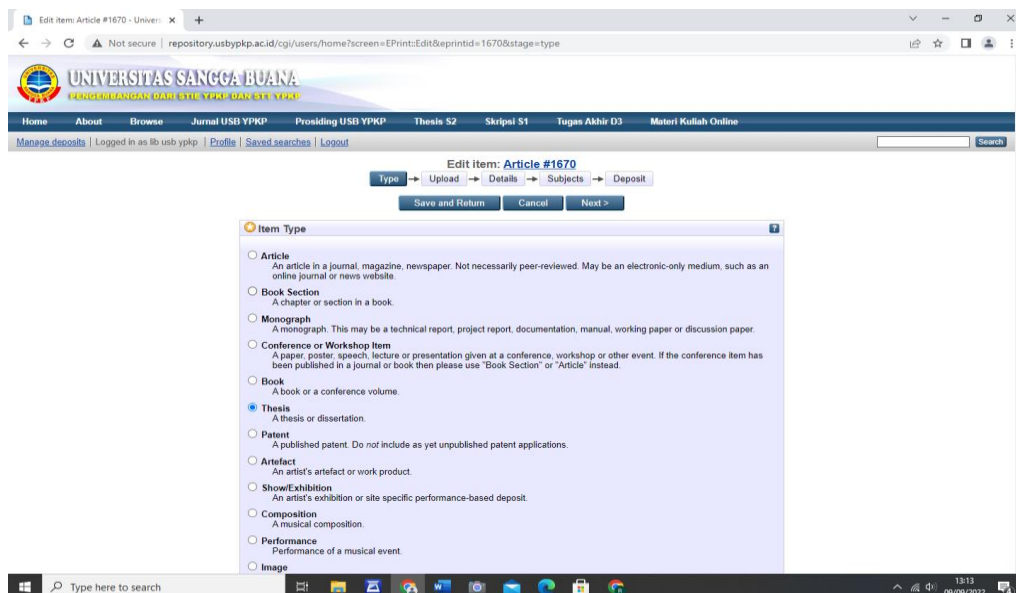 Edit item: Article #1670 - Univers
Not secure | repository.usbypkp.ac.id/cgi/users/home?screen=EPrint::Edit&eprintid=1670&stage=type
UNIVERSITAS SANGGA BUANA
PENGEMBANGAN DARI STIE YPKP DAN STT YPKP
Home About Browse Jurnal USB YPKP Prosiding USB YPKP Thesis S2 Skripsi S1 Tugas Akhir D3 Materi Kuliah Online
Manage deposits | Logged in as lib usb ypkp | Profile | Saved searches | Logout Search
Edit item: Article #1670
Type Upload Details Subjects Deposit
Save and Return Cancel Next >
Item Type ?
Article
An article in a journal, magazine, newspaper. Not necessarily peer-reviewed. May be an electronic-only medium, such as an
online journal or news website.
Book Section
A chapter or section in a book.
Monograph
A monograph. This may be a technical report, project report, documentation, manual, working paper or discussion paper.
Conference or Workshop Item
A paper, poster, speech, lecture or presentation given at a conference, workshop or other event. If the conference item has
been published in a journal or book then please use "Book Section" or "Article" instead.
Book
A book or a conference volume.
Thesis
A thesis or dissertation.
Patent
A published patent. Do not include as yet unpublished patent applications.
Artefact
An artist's artefact or work product.
Show/Exhibition
An artist's exhibition or site specific performance-based deposit.
Composition
A musical composition.
Performance
Performance of a musical event.
Image
Type here to search
13:13
09/09/2022